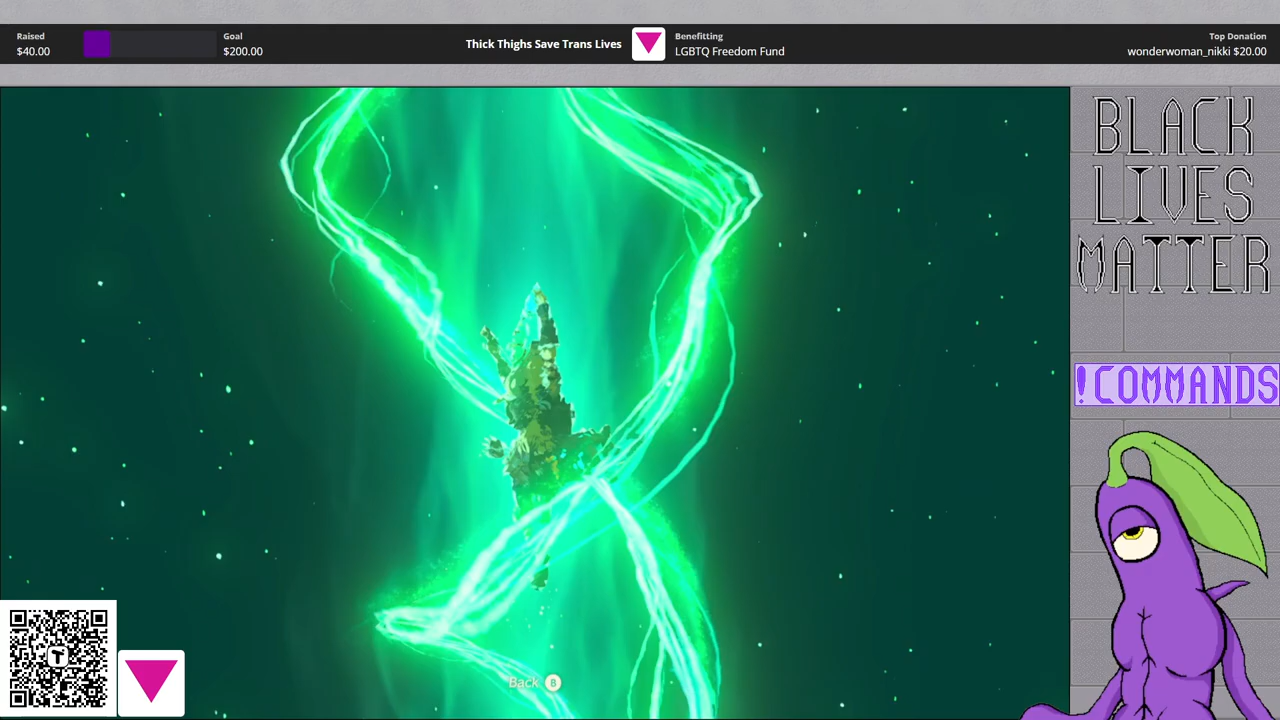 Raised
$40.00
Goal
$200.00
Thick Thighs Save Trans Lives
Benefitting
LGBTQ Freedom Fund
Top Donation
wonderwoman_nikki $20.00
BLACK
LIVES
MATTER
!COMMANDS
T
Back B